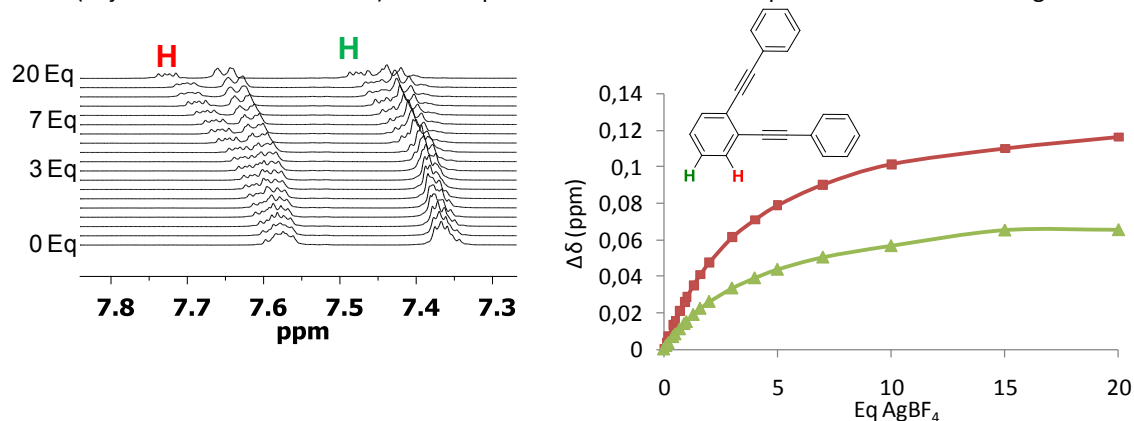 H
H
20 Eq
7 Eq
3 Eq
0 Eq
7.8 7.7 7.6 7.5 7.4 7.3
ppm
H H
0,14
0,12
0,1
0,08
0,06
0,04
0,02
0
Δδ (ppm)
0 5 10 15 20
Eq AgBF₄